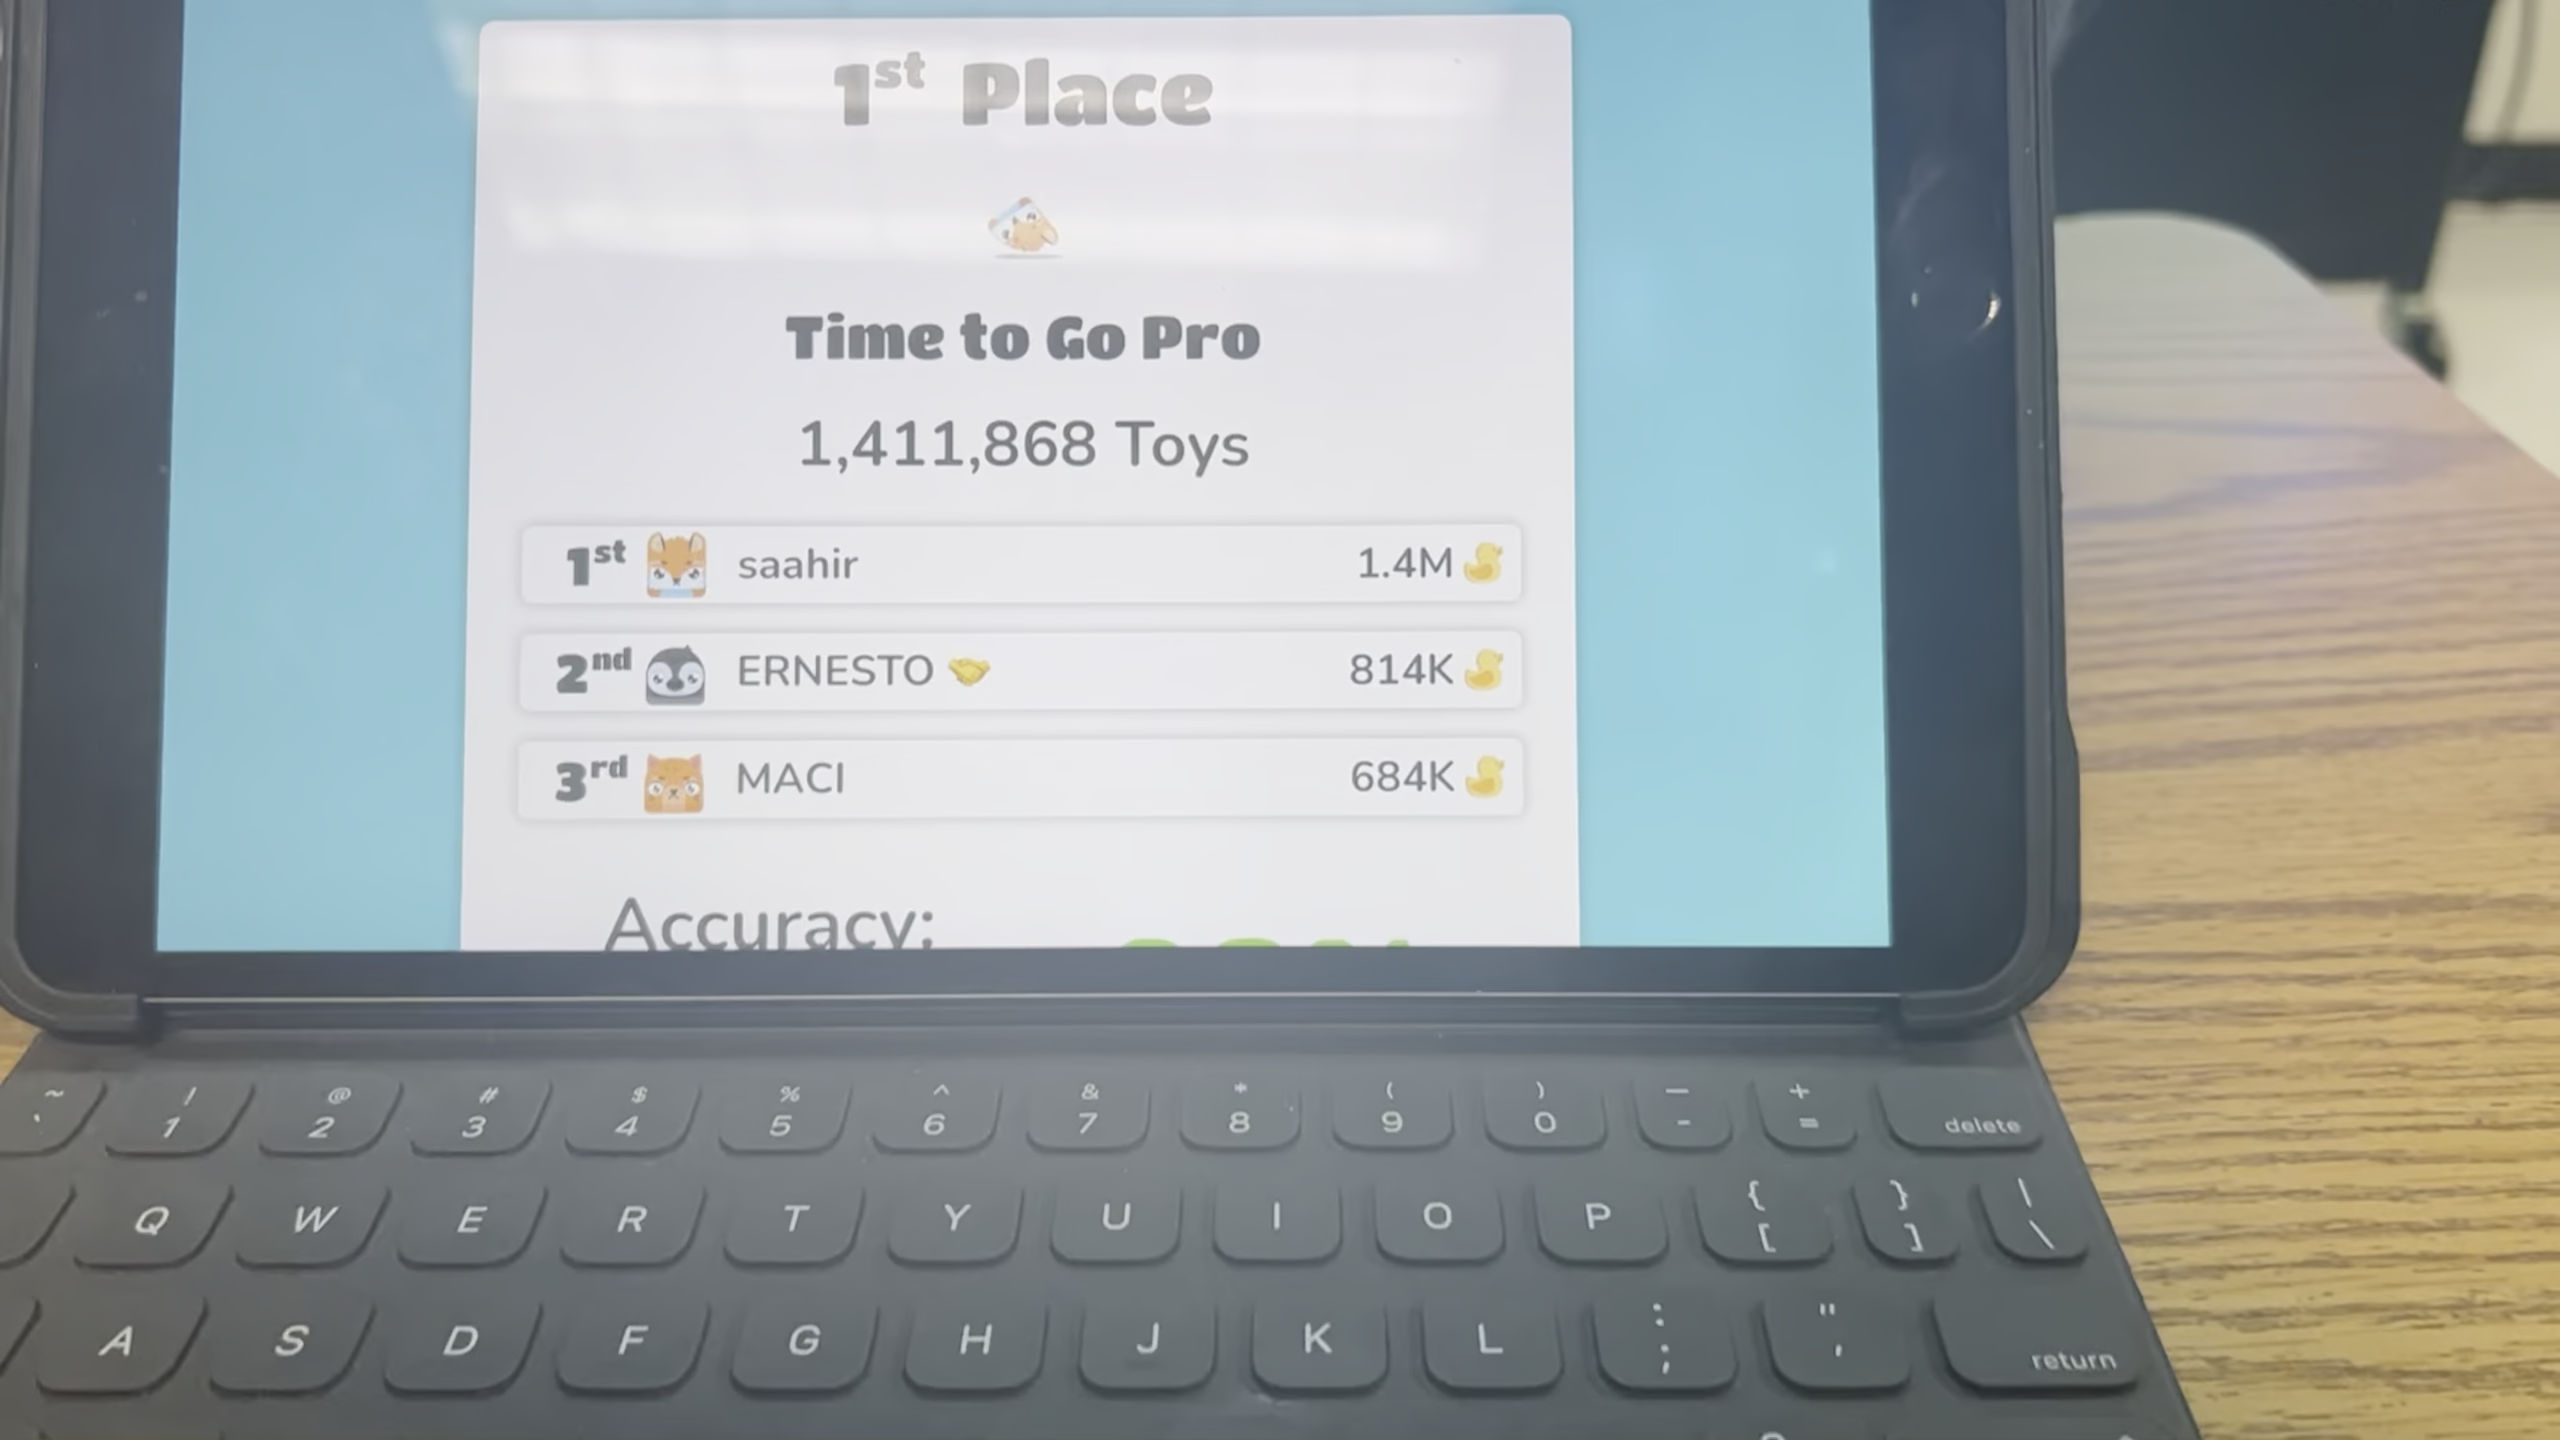 1st Place
Time to Go Pro
1,411,868 Toys
1st saahir 1.4M
2nd ERNESTO 🤝 814K
3rd MACI 684K
Accuracy:
~ ! @ # $ % ^ & * ( ) — +
` 1 2 3 4 5 6 7 8 9 0 - = delete
Q W E R T Y U I O P { [ } ] | \
A S D F G H J K L : ; " ' return